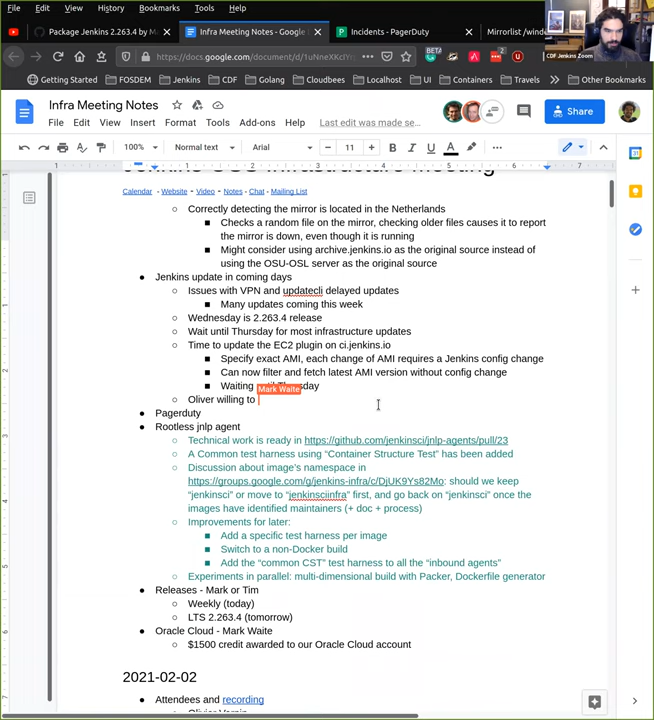 File Edit View History Bookmarks Tools Help
Package Jenkins 2.263.4 by M
Infra Meeting Notes - Google
Incidents - PagerDuty
Mirrorlist/windo
https://docs.google.com/document/d/
BETA
2
CDF Jenkins Zoom
Getting Started
FOSDEM
Jenkins
CDF
Golang
Cloudbees
Localhost
UI
Containers
Travels
Other Bookmarks
Infra Meeting Notes
Share
File Edit View Insert Format Tools Add-ons Help Last edit was made se...
100% Normal text Arial 11 B I U A
Jenkins OSS Infrastructure Meeting
Calendar - Website - Video - Notes - Chat - Mailing List
Correctly detecting the mirror is located in the Netherlands
Checks a random file on the mirror, checking older files causes it to report
the mirror is down, even though it is running
Might consider using archive.jenkins.io as the original source instead of
using the OSU-OSL server as the original source
Jenkins update in coming days
Issues with VPN and updatecli delayed updates
Many updates coming this week
Wednesday is 2.263.4 release
Wait until Thursday for most infrastructure updates
Time to update the EC2 plugin on ci.jenkins.io
Specify exact AMI, each change of AMI requires a Jenkins config change
Can now filter and fetch latest AMI version without config change
Waiting until Thursday
Mark Waite
Oliver willing to
Pagerduty
Rootless jnlp agent
Technical work is ready in https://github.com/jenkinsci/jnlp-agents/pull/23
A Common test harness using “Container Structure Test” has been added
Discussion about image’s namespace in
https://groups.google.com/g/jenkins-infra/c/DjUK9Ys82Mo: should we keep
“jenkinsci” or move to “jenkinsciinfra” first, and go back on “jenkinsci” once the
images have identified maintainers (+ doc + process)
Improvements for later:
Add a specific test harness per image
Switch to a non-Docker build
Add the “common CST” test harness to all the “inbound agents”
Experiments in parallel: multi-dimensional build with Packer, Dockerfile generator
Releases - Mark or Tim
Weekly (today)
LTS 2.263.4 (tomorrow)
Oracle Cloud - Mark Waite
$1500 credit awarded to our Oracle Cloud account
2021-02-02
Attendees and recording